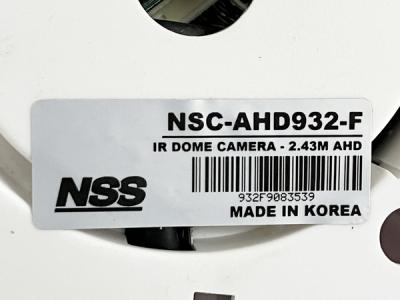 NSC-AHD932-F
IR DOME CAMERA - 2.43M AHD
932F9083539
NSS
MADE IN KOREA